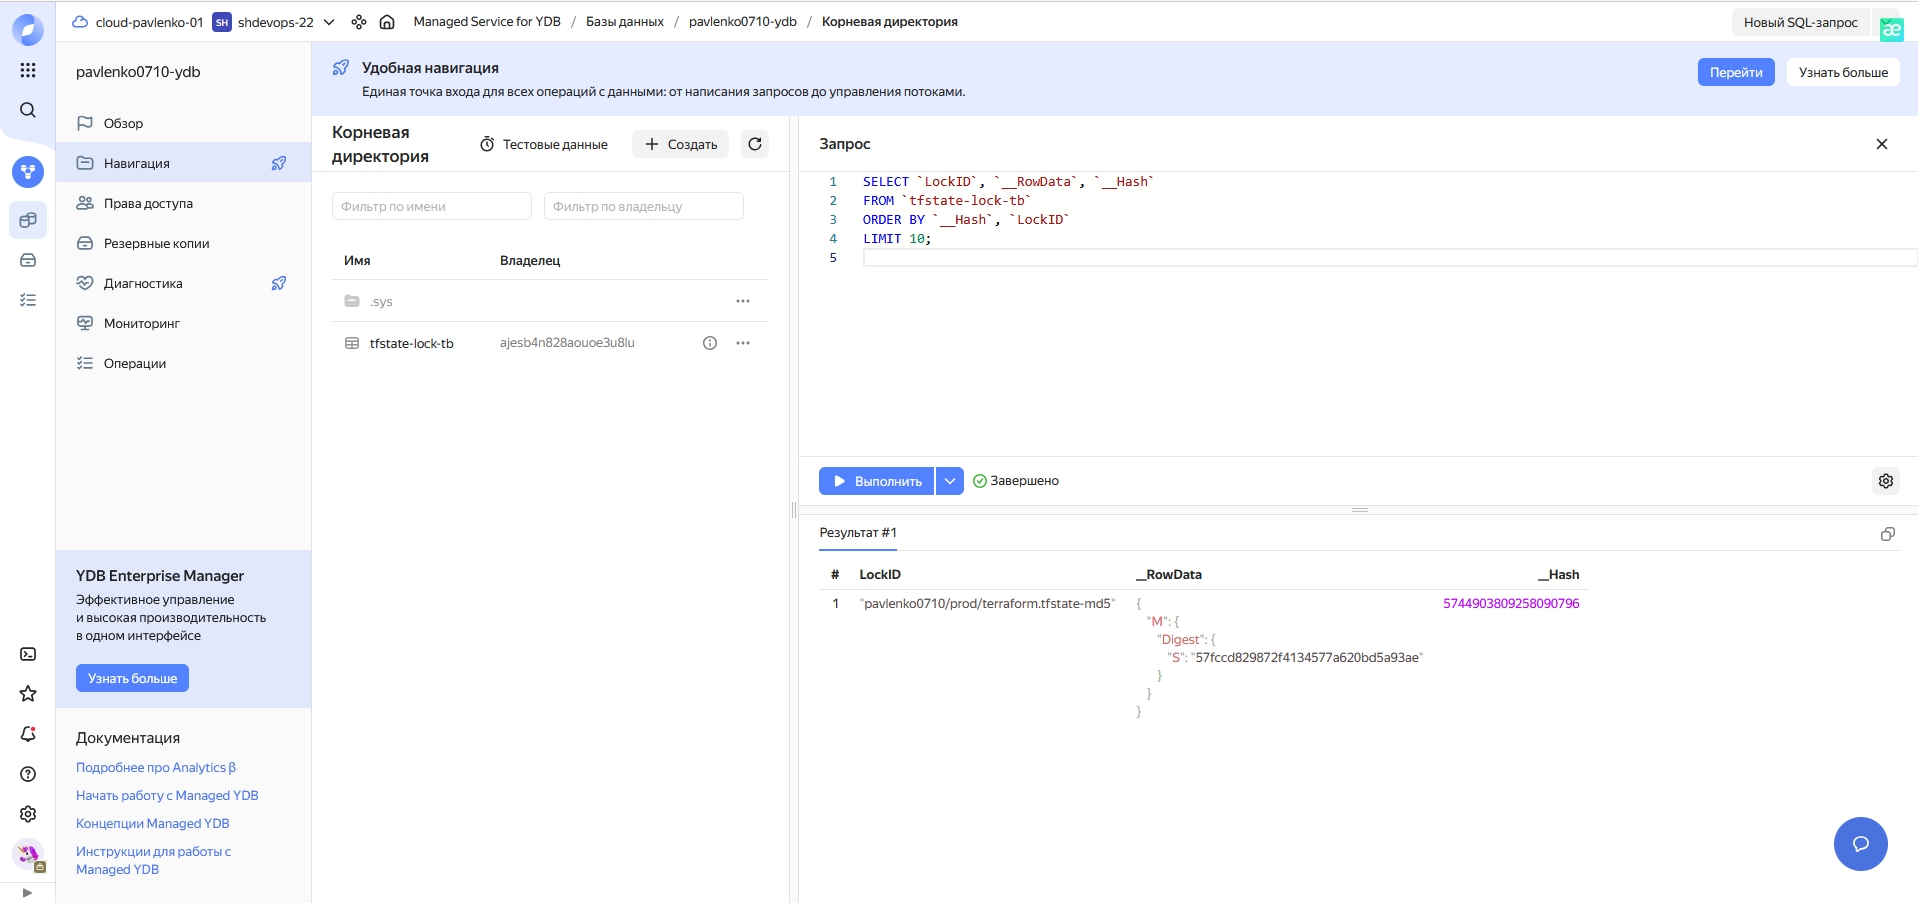 cloud-pavlenko-01 SH shdevops-22 Managed Service for YDB / Базы данных / pavlenko0710-ydb / Корневая директория
Новый SQL-запрос
æ
pavlenko0710-ydb
Обзор
Навигация
Права доступа
Резервные копии
Диагностика
Мониторинг
Операции
YDB Enterprise Manager
Эффективное управление
и высокая производительность
в одном интерфейсе
Узнать больше
Документация
Подробнее про Analytics β
Начать работу с Managed YDB
Концепции Managed YDB
Инструкции для работы с
Managed YDB
Удобная навигация
Единая точка входа для всех операций с данными: от написания запросов до управления потоками.
Перейти
Узнать больше
Корневая
директория
Тестовые данные
Создать
Фильтр по имени
Фильтр по владельцу
Имя Владелец
.sys
tfstate-lock-tb ajesb4n828aouoe3u8lu
Запрос
1 SELECT `LockID`, `__RowData`, `__Hash`
2 FROM `tfstate-lock-tb`
3 ORDER BY `__Hash`, `LockID`
4 LIMIT 10;
5
Выполнить
Завершено
Результат #1
# LockID __RowData __Hash
1 "pavlenko0710/prod/terraform.tfstate-md5" { 5744903809258090796
"M": {
"Digest": {
"S": "57fccd829872f4134577a620bd5a93ae"
}
}
}